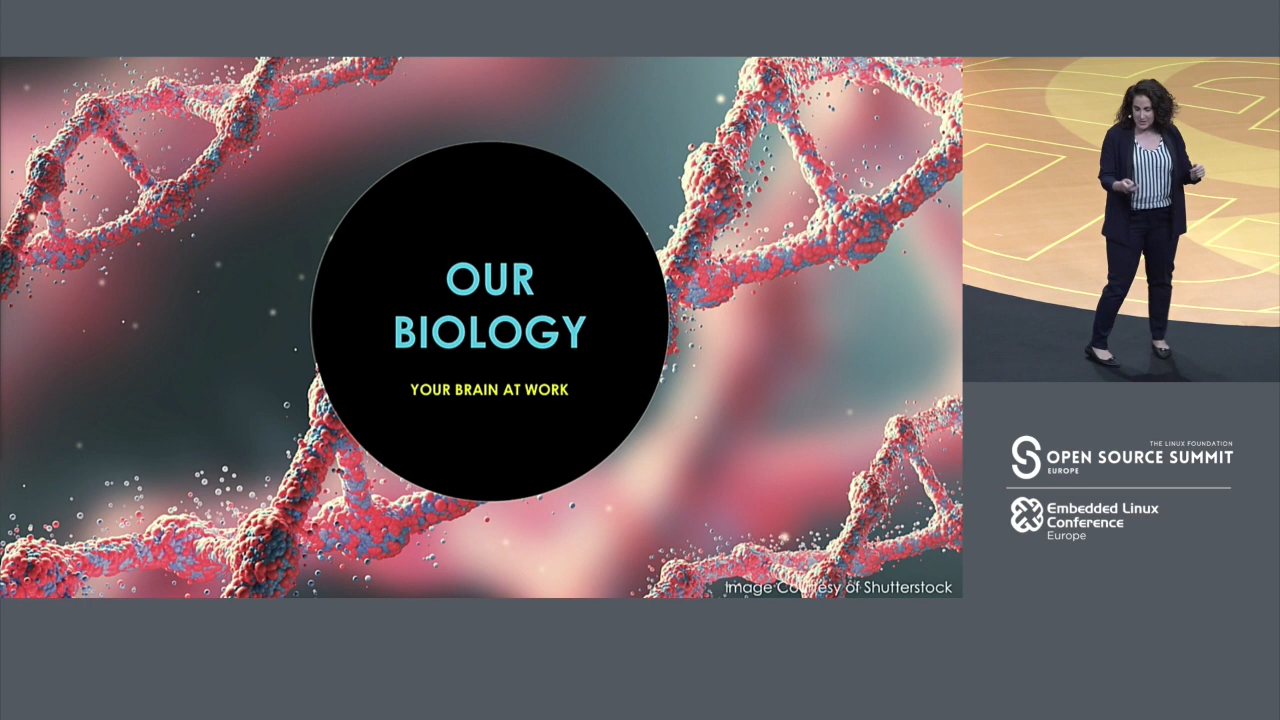 OUR
BIOLOGY
YOUR BRAIN AT WORK
Image Courtesy of Shutterstock
THE LINUX FOUNDATION
OPEN SOURCE SUMMIT
EUROPE
Embedded Linux
Conference
Europe